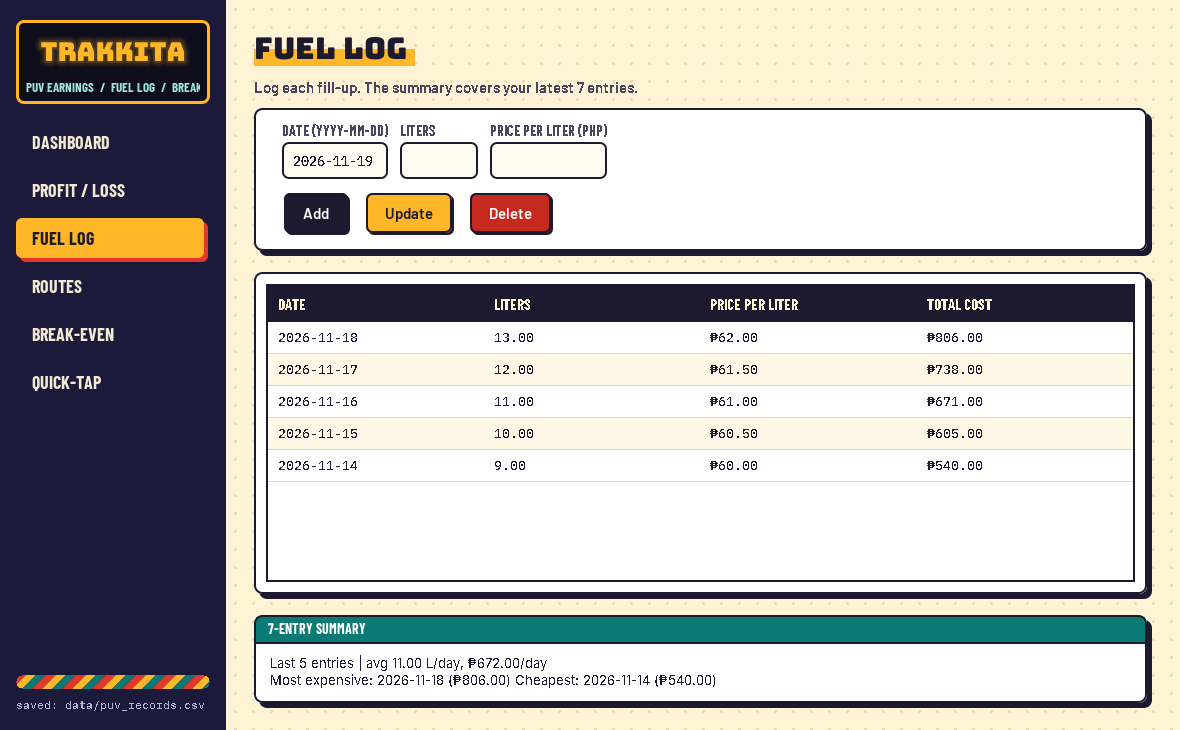 TRAKKITA
PUV EARNINGS / FUEL LOG / BREAK
DASHBOARD
PROFIT / LOSS
FUEL LOG
ROUTES
BREAK-EVEN
QUICK-TAP
saved: data/puv_records.csv
FUEL LOG
Log each fill-up. The summary covers your latest 7 entries.
DATE (YYYY-MM-DD) LITERS PRICE PER LITER (PHP)
2026-11-19
Add Update Delete
DATE LITERS PRICE PER LITER TOTAL COST
2026-11-18 13.00 ₱62.00 ₱806.00
2026-11-17 12.00 ₱61.50 ₱738.00
2026-11-16 11.00 ₱61.00 ₱671.00
2026-11-15 10.00 ₱60.50 ₱605.00
2026-11-14 9.00 ₱60.00 ₱540.00
7-ENTRY SUMMARY
Last 5 entries | avg 11.00 L/day, ₱672.00/day
Most expensive: 2026-11-18 (₱806.00) Cheapest: 2026-11-14 (₱540.00)